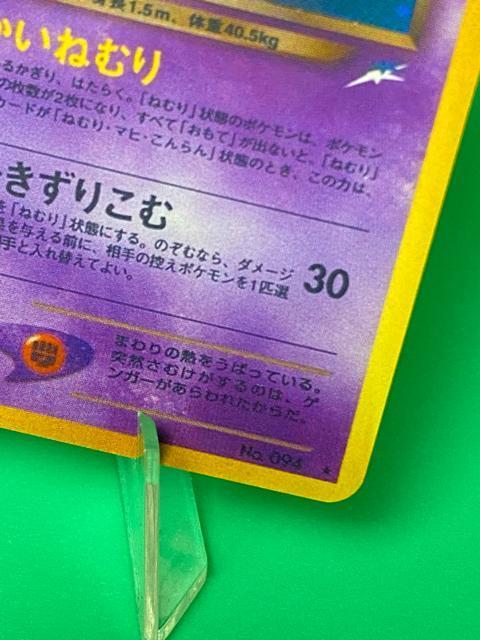 身長1.5m、体重40.5kg
かいねむり
るかぎり、はたらく。「ねむり」状態のポケモンは、ポケモン
の枚数が2枚になり、すべて「おもて」が出ないと、「ねむり」
カードが「ねむり・マヒ・こんらん」状態のとき、この力は、
きずりこむ
を「ねむり」状態にする。のぞむなら、ダメージ
を与える前に、相手の控えポケモンを1匹選
手と入れ替えてよい。
30
まわりの熱をうばっている。
突然さむけがするのは、ゲ
ンガーがあらわれたからだ。
No. 094 ★